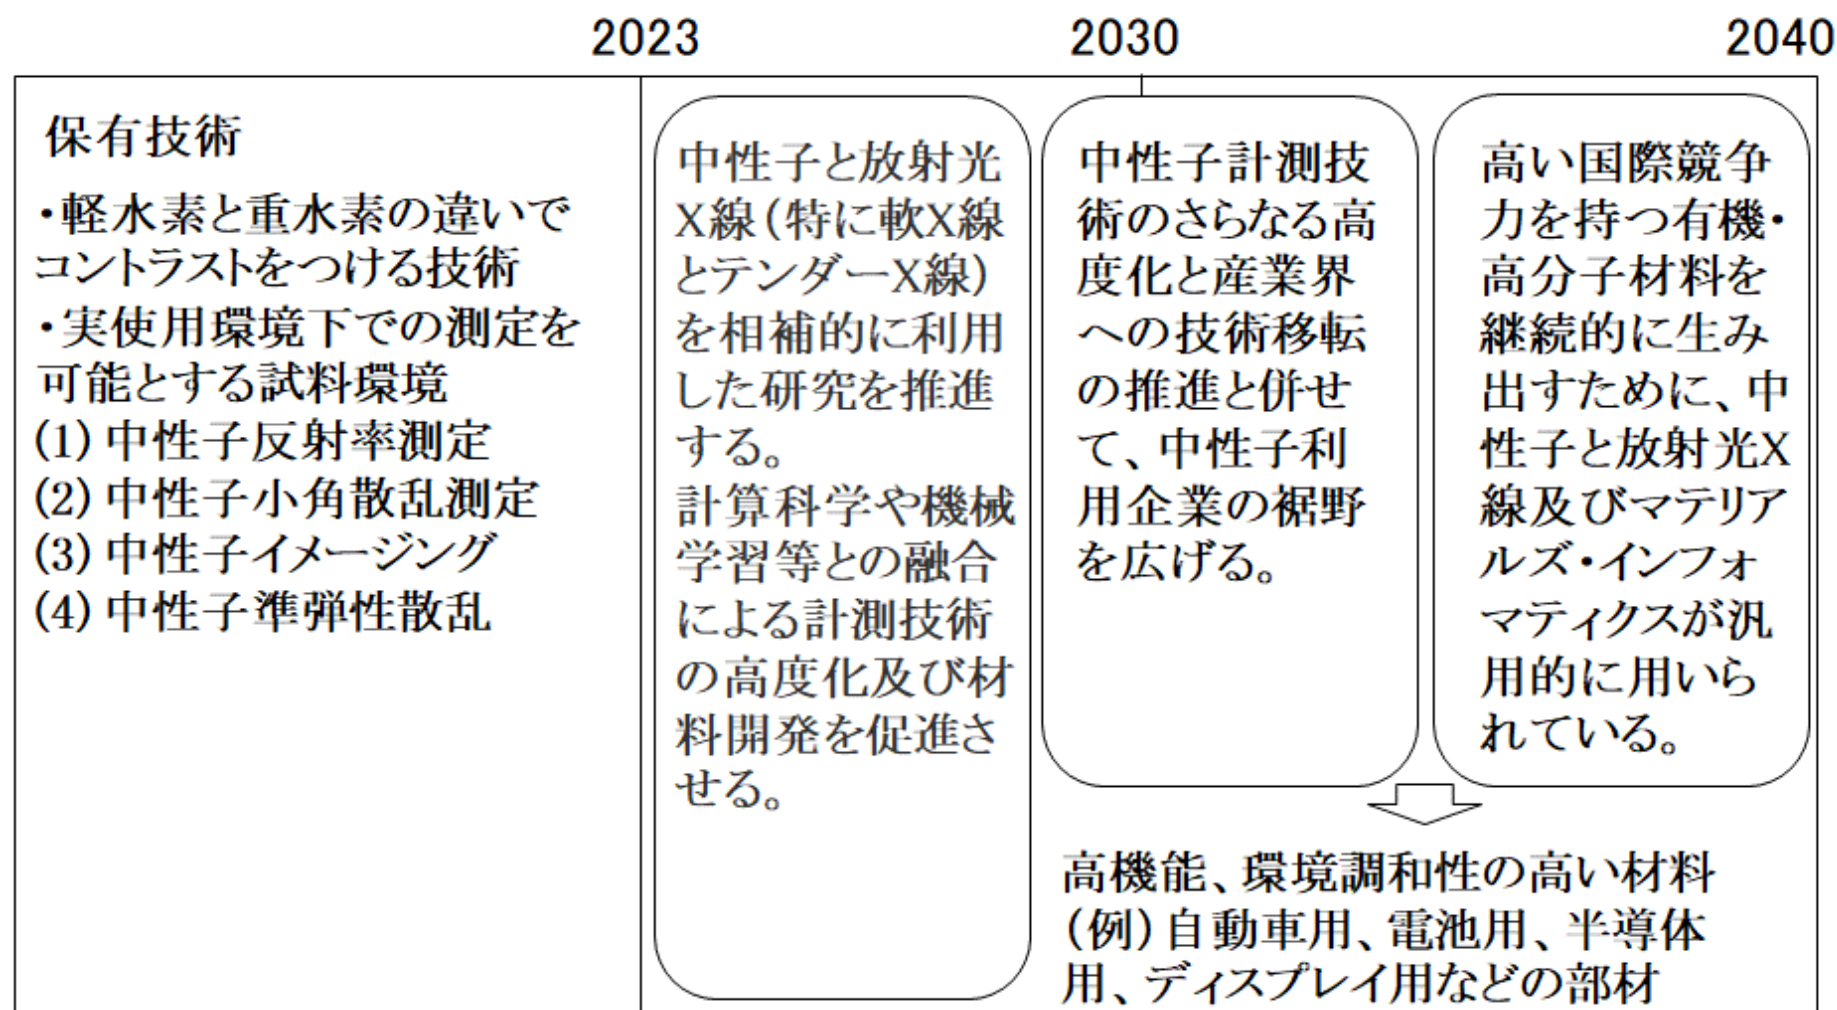 2023
2030
2040
保有技術
・軽水素と重水素の違いで
コントラストをつける技術
・実使用環境下での測定を
可能とする試料環境
(1) 中性子反射率測定
(2) 中性子小角散乱測定
(3) 中性子イメージング
(4) 中性子準弾性散乱
中性子と放射光
X線(特に軟X線
とテンダーX線)
を相補的に利用
した研究を推進
する。
計算科学や機械
学習等との融合
による計測技術
の高度化及び材
料開発を促進さ
せる。
中性子計測技
術のさらなる高
度化と産業界
への技術移転
の推進と併せ
て、中性子利
用企業の裾野
を広げる。
高い国際競争
力を持つ有機・
高分子材料を
継続的に生み
出すために、中
性子と放射光X
線及びマテリア
ルズ・インフォ
マティクスが汎
用的に用いら
れている。
高機能、環境調和性の高い材料
(例)自動車用、電池用、半導体
用、ディスプレイ用などの部材